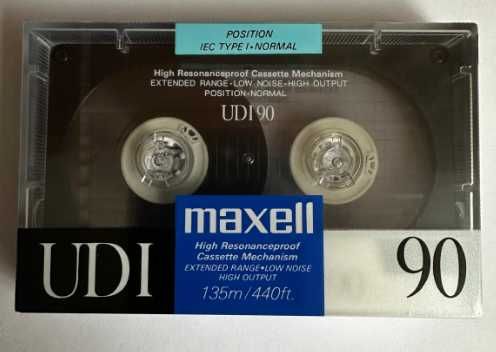 POSITION
IEC TYPE I • NORMAL
High Resonanceproof Cassette Mechanism
EXTENDED RANGE • LOW NOISE • HIGH OUTPUT
POSITION • NORMAL
UDI 90
maxell
High Resonanceproof
Cassette Mechanism
EXTENDED RANGE • LOW NOISE
HIGH OUTPUT
135m/440ft.
UDI
90